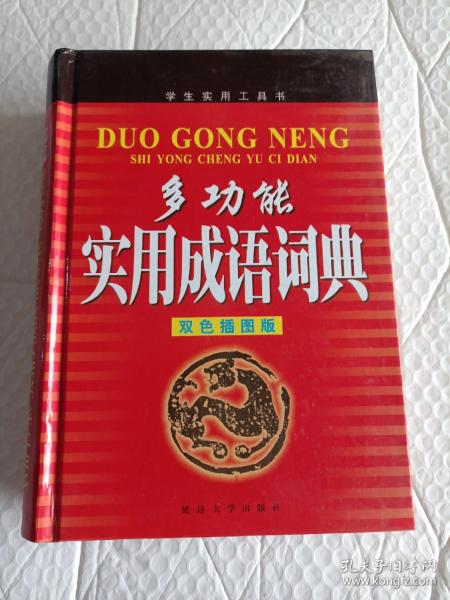 学生实用工具书
DUO GONG NENG
SHI YONG CHENG YU CI DIAN
多功能
实用成语词典
双色插图版
延边大学出版社
孔夫子旧书网
www.kongfz.com